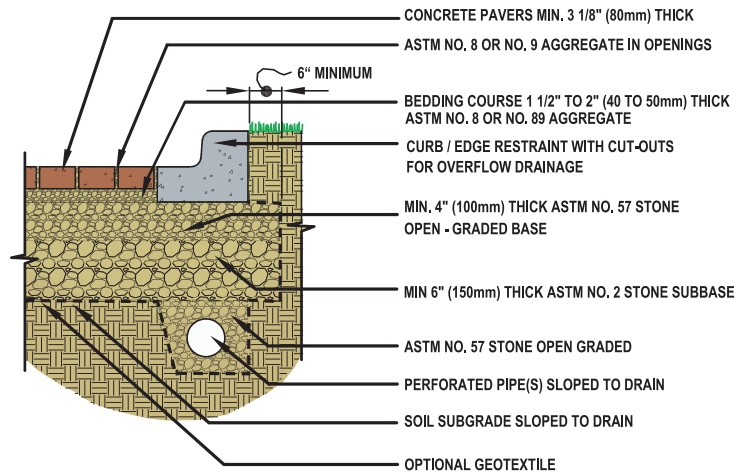 CONCRETE PAVERS MIN. 3 1/8" (80mm) THICK
ASTM NO. 8 OR NO. 9 AGGREGATE IN OPENINGS
6" MINIMUM
BEDDING COURSE 1 1/2" TO 2" (40 TO 50mm) THICK
ASTM NO. 8 OR NO. 89 AGGREGATE
CURB / EDGE RESTRAINT WITH CUT-OUTS
FOR OVERFLOW DRAINAGE
MIN. 4" (100mm) THICK ASTM NO. 57 STONE
OPEN - GRADED BASE
MIN 6" (150mm) THICK ASTM NO. 2 STONE SUBBASE
ASTM NO. 57 STONE OPEN GRADED
PERFORATED PIPE(S) SLOPED TO DRAIN
SOIL SUBGRADE SLOPED TO DRAIN
OPTIONAL GEOTEXTILE